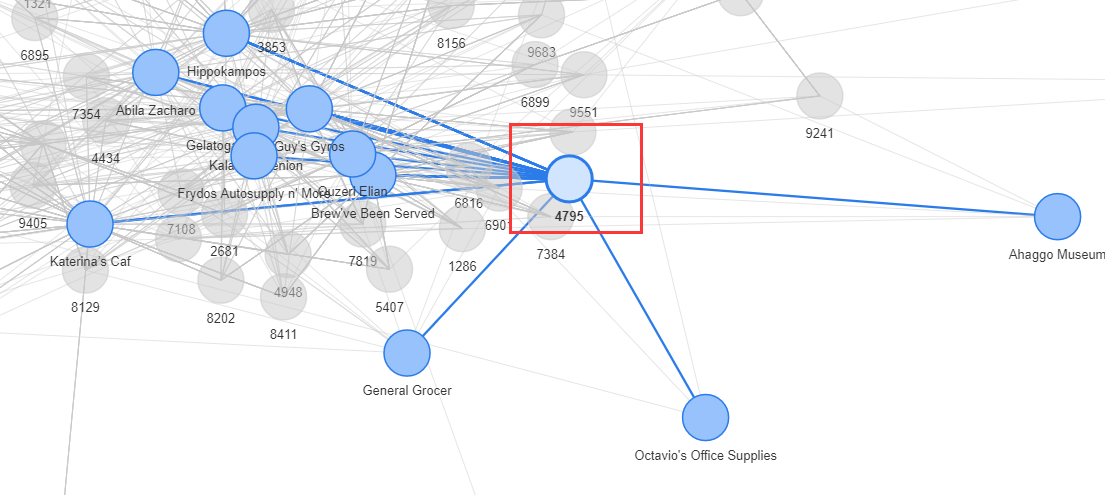 1321
6895
3853
8156
9683
Hippokampos
6899
7354
Abila Zacharo
9551
9241
Gelatog
Guy's Gyros
4434
Kala
enion
Frydos Autosupply n' More
Ouzeri Elian
6816
Brew've Been Served
4795
9405
7108
690
2681
7384
Katerina's Caf
7819
1286
Ahaggo Museum
4948
8129
5407
8202
8411
General Grocer
Octavio's Office Supplies